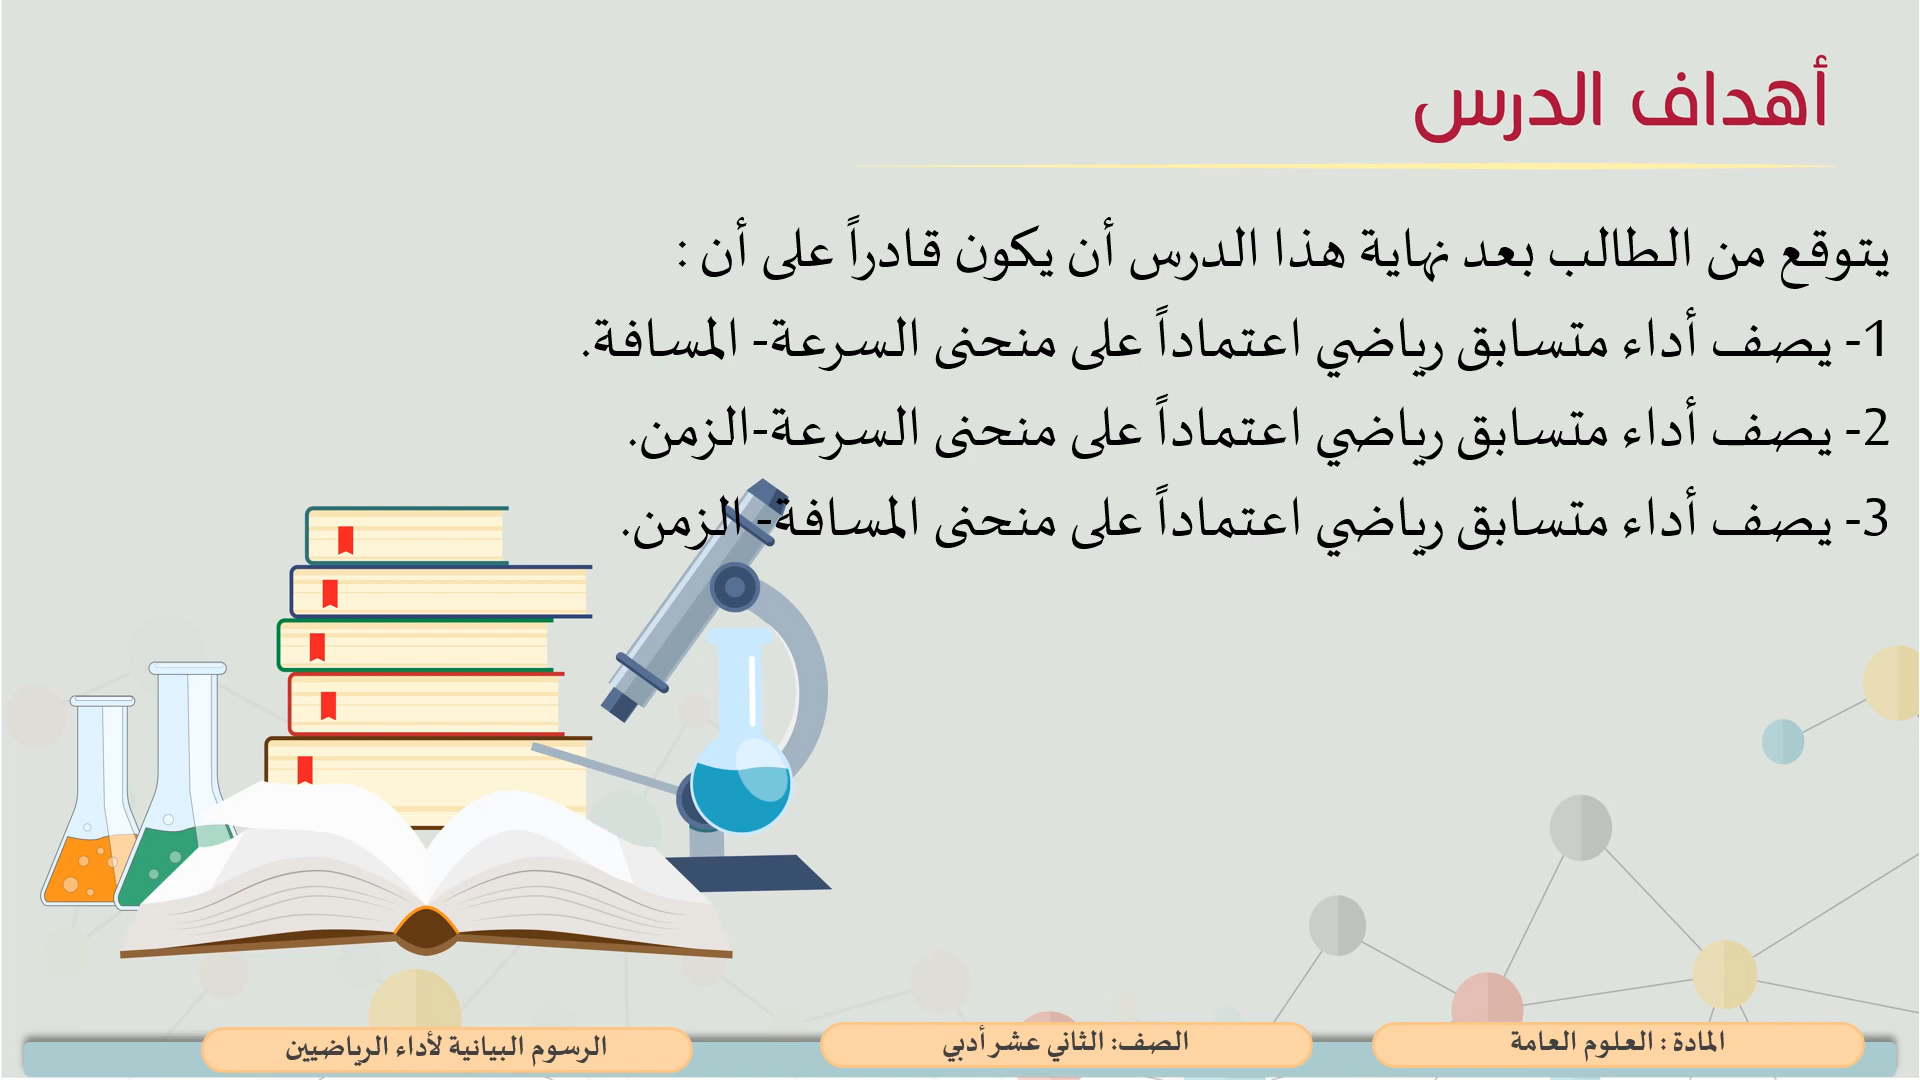 أهداف الدرس
يتوقع من الطالب بعد نهاية هذا الدرس أن يكون قادراً على أن :
1- يصف أداء متسابق رياضي اعتماداً على منحنى السرعة- المسافة.
2- يصف أداء متسابق رياضي اعتماداً على منحنى السرعة-الزمن.
3- يصف أداء متسابق رياضي اعتماداً على منحنى المسافة- الزمن.
المادة : العلوم العامة
الصف: الثاني عشر أدبي
الرسوم البيانية لأداء الرياضيين